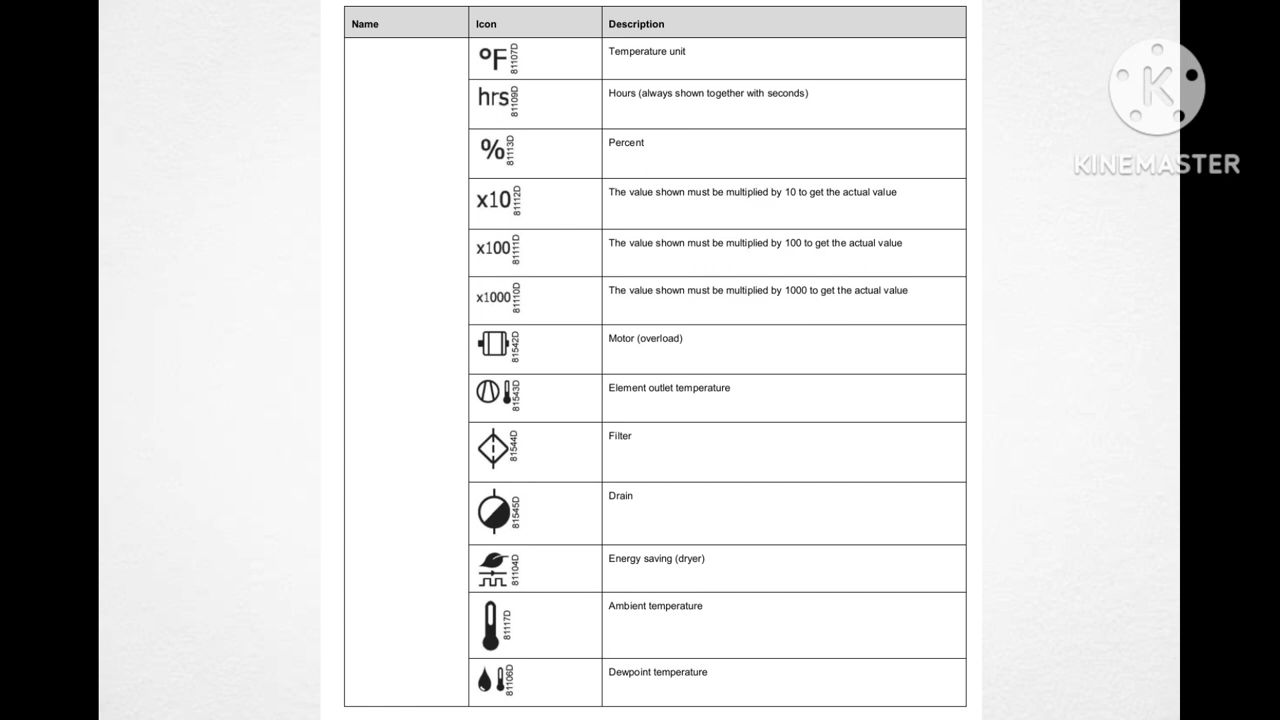 Name Icon Description
°F 81107D Temperature unit
hrs 81109D Hours (always shown together with seconds)
% 81113D Percent
x10 81112D The value shown must be multiplied by 10 to get the actual value
x100 81111D The value shown must be multiplied by 100 to get the actual value
x1000 81110D The value shown must be multiplied by 1000 to get the actual value
81542D Motor (overload)
81543D Element outlet temperature
81544D Filter
81545D Drain
81104D Energy saving (dryer)
81117D Ambient temperature
81106D Dewpoint temperature
K
KINEMASTER